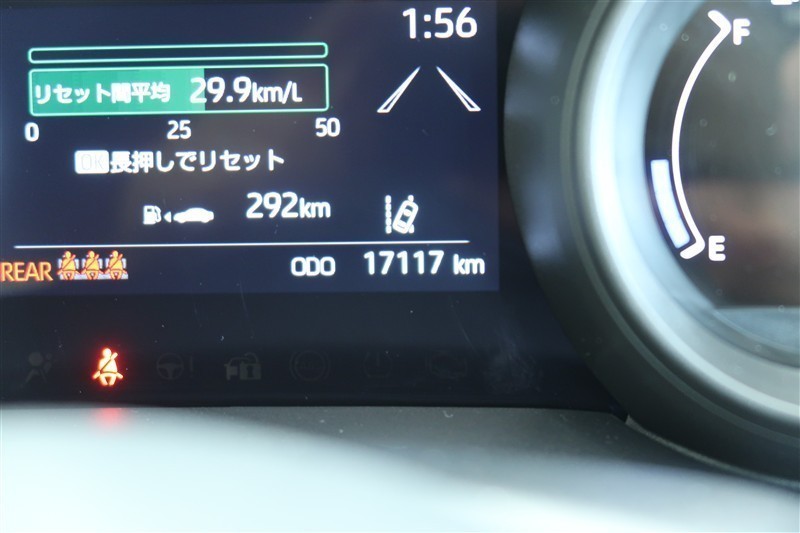 1:56
リセット間平均 29.9km/L
0 25 50
OK長押しでリセット
292km
REAR ODO 17117 km
F
E